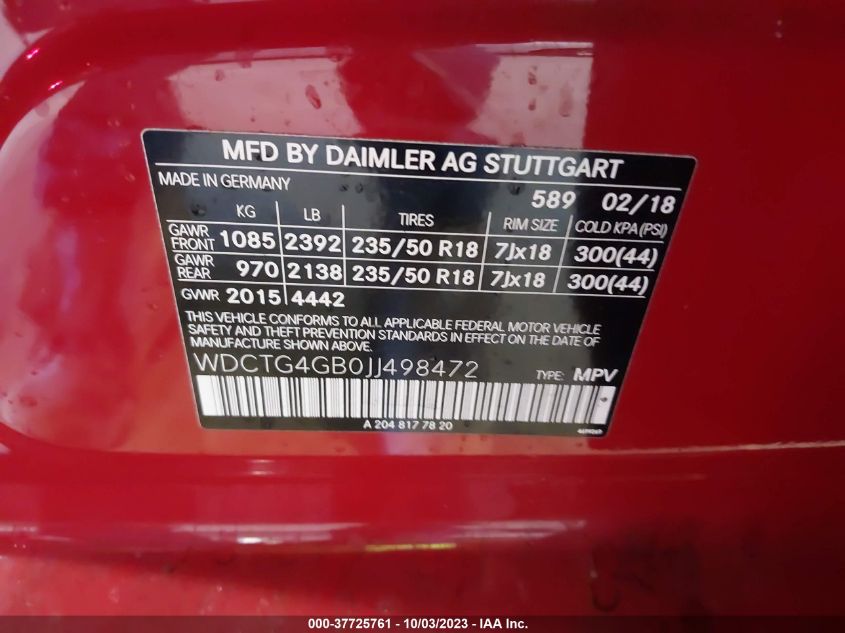 MFD BY DAIMLER AG STUTTGART
MADE IN GERMANY 589 02/18
KG LB TIRES RIM SIZE COLD KPA (PSI)
GAWR FRONT 1085 2392 235/50 R18 7Jx18 300(44)
GAWR REAR 970 2138 235/50 R18 7Jx18 300(44)
GVWR 2015 4442
THIS VEHICLE CONFORMS TO ALL APPLICABLE FEDERAL MOTOR VEHICLE
SAFETY AND THEFT PREVENTION STANDARDS IN EFFECT ON THE DATE OF
MANUFACTURE SHOWN ABOVE.
WDCTG4GB0JJ498472 TYPE: MPV
A 204 817 78 20
000-37725761 - 10/03/2023 - IAA Inc.